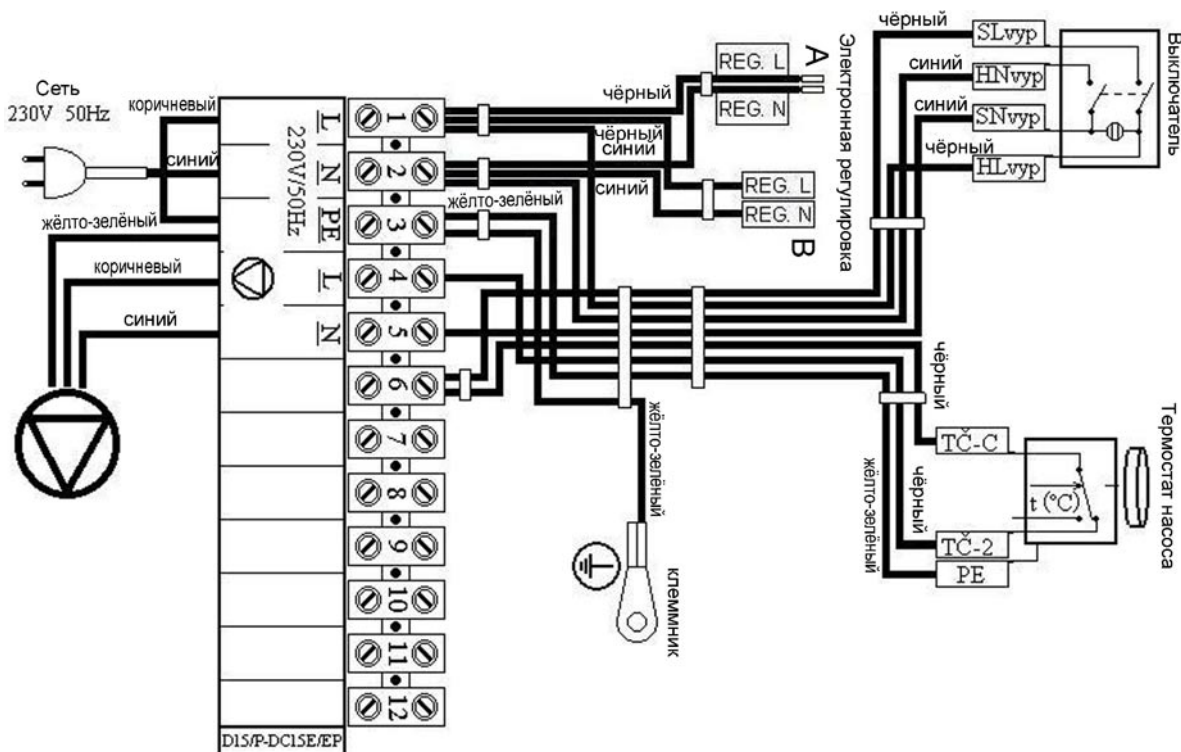 Сеть
230V 50Hz
коричневый
синий
жёлто-зелёный
коричневый
синий
230V/50Hz
L
N
PE
L
N
1
2
3
4
5
6
7
8
9
10
11
12
D15/P-DC15E/EP
чёрный
чёрный
синий
синий
жёлто-зелёный
REG. L
REG. N
A
REG. L
REG. N
B
Электронная регулировка
чёрный
синий
синий
чёрный
SLvyp
HNvyp
SNvyp
HLvyp
Выключатель
чёрный
чёрный
жёлто-зелёный
TČ-C
TČ-2
PE
t (°C)
Термостат насоса
жёлто-зелёный
клеммник